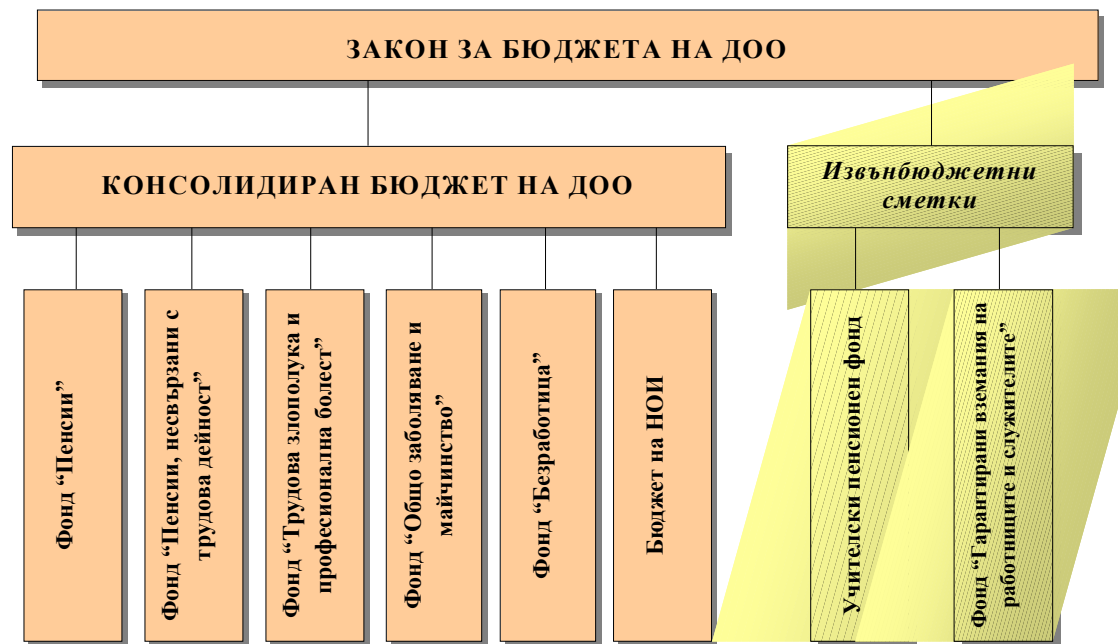 ЗАКОН ЗА БЮДЖЕТА НА ДОО
КОНСОЛИДИРАН БЮДЖЕТ НА ДОО
Извънбюджетни
сметки
Фонд “Пенсии”
Фонд “Пенсии, несвързани с
трудова дейност”
Фонд “Трудова злополука и
професионална болест”
Фонд “Общо заболяване и
майчинство”
Фонд “Безработица”
Бюджет на НОИ
Учителски пенсионен фонд
Фонд “Гарантирани вземания на
работниците и служителите”